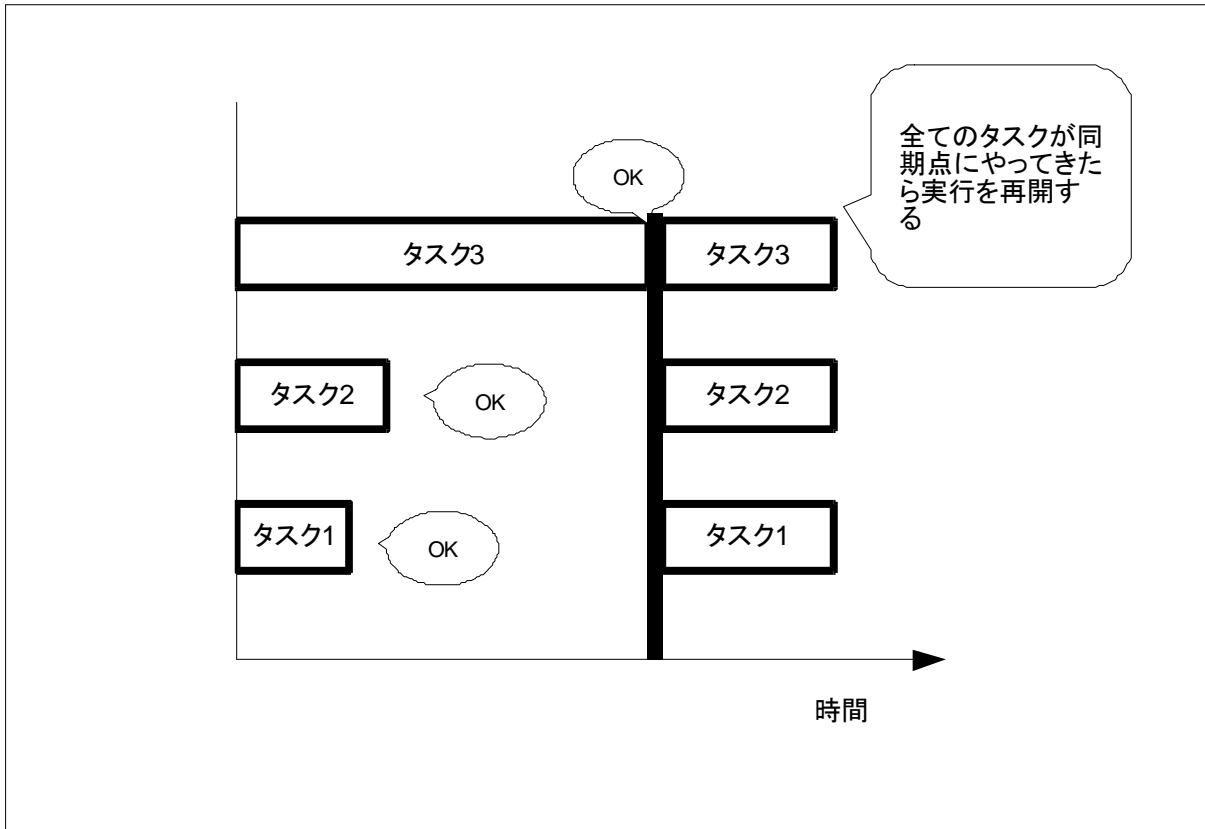 全てのタスクが同
期点にやってきた
ら実行を再開す
る
OK
タスク3
タスク3
タスク2
OK
タスク2
タスク1
OK
タスク1
時間